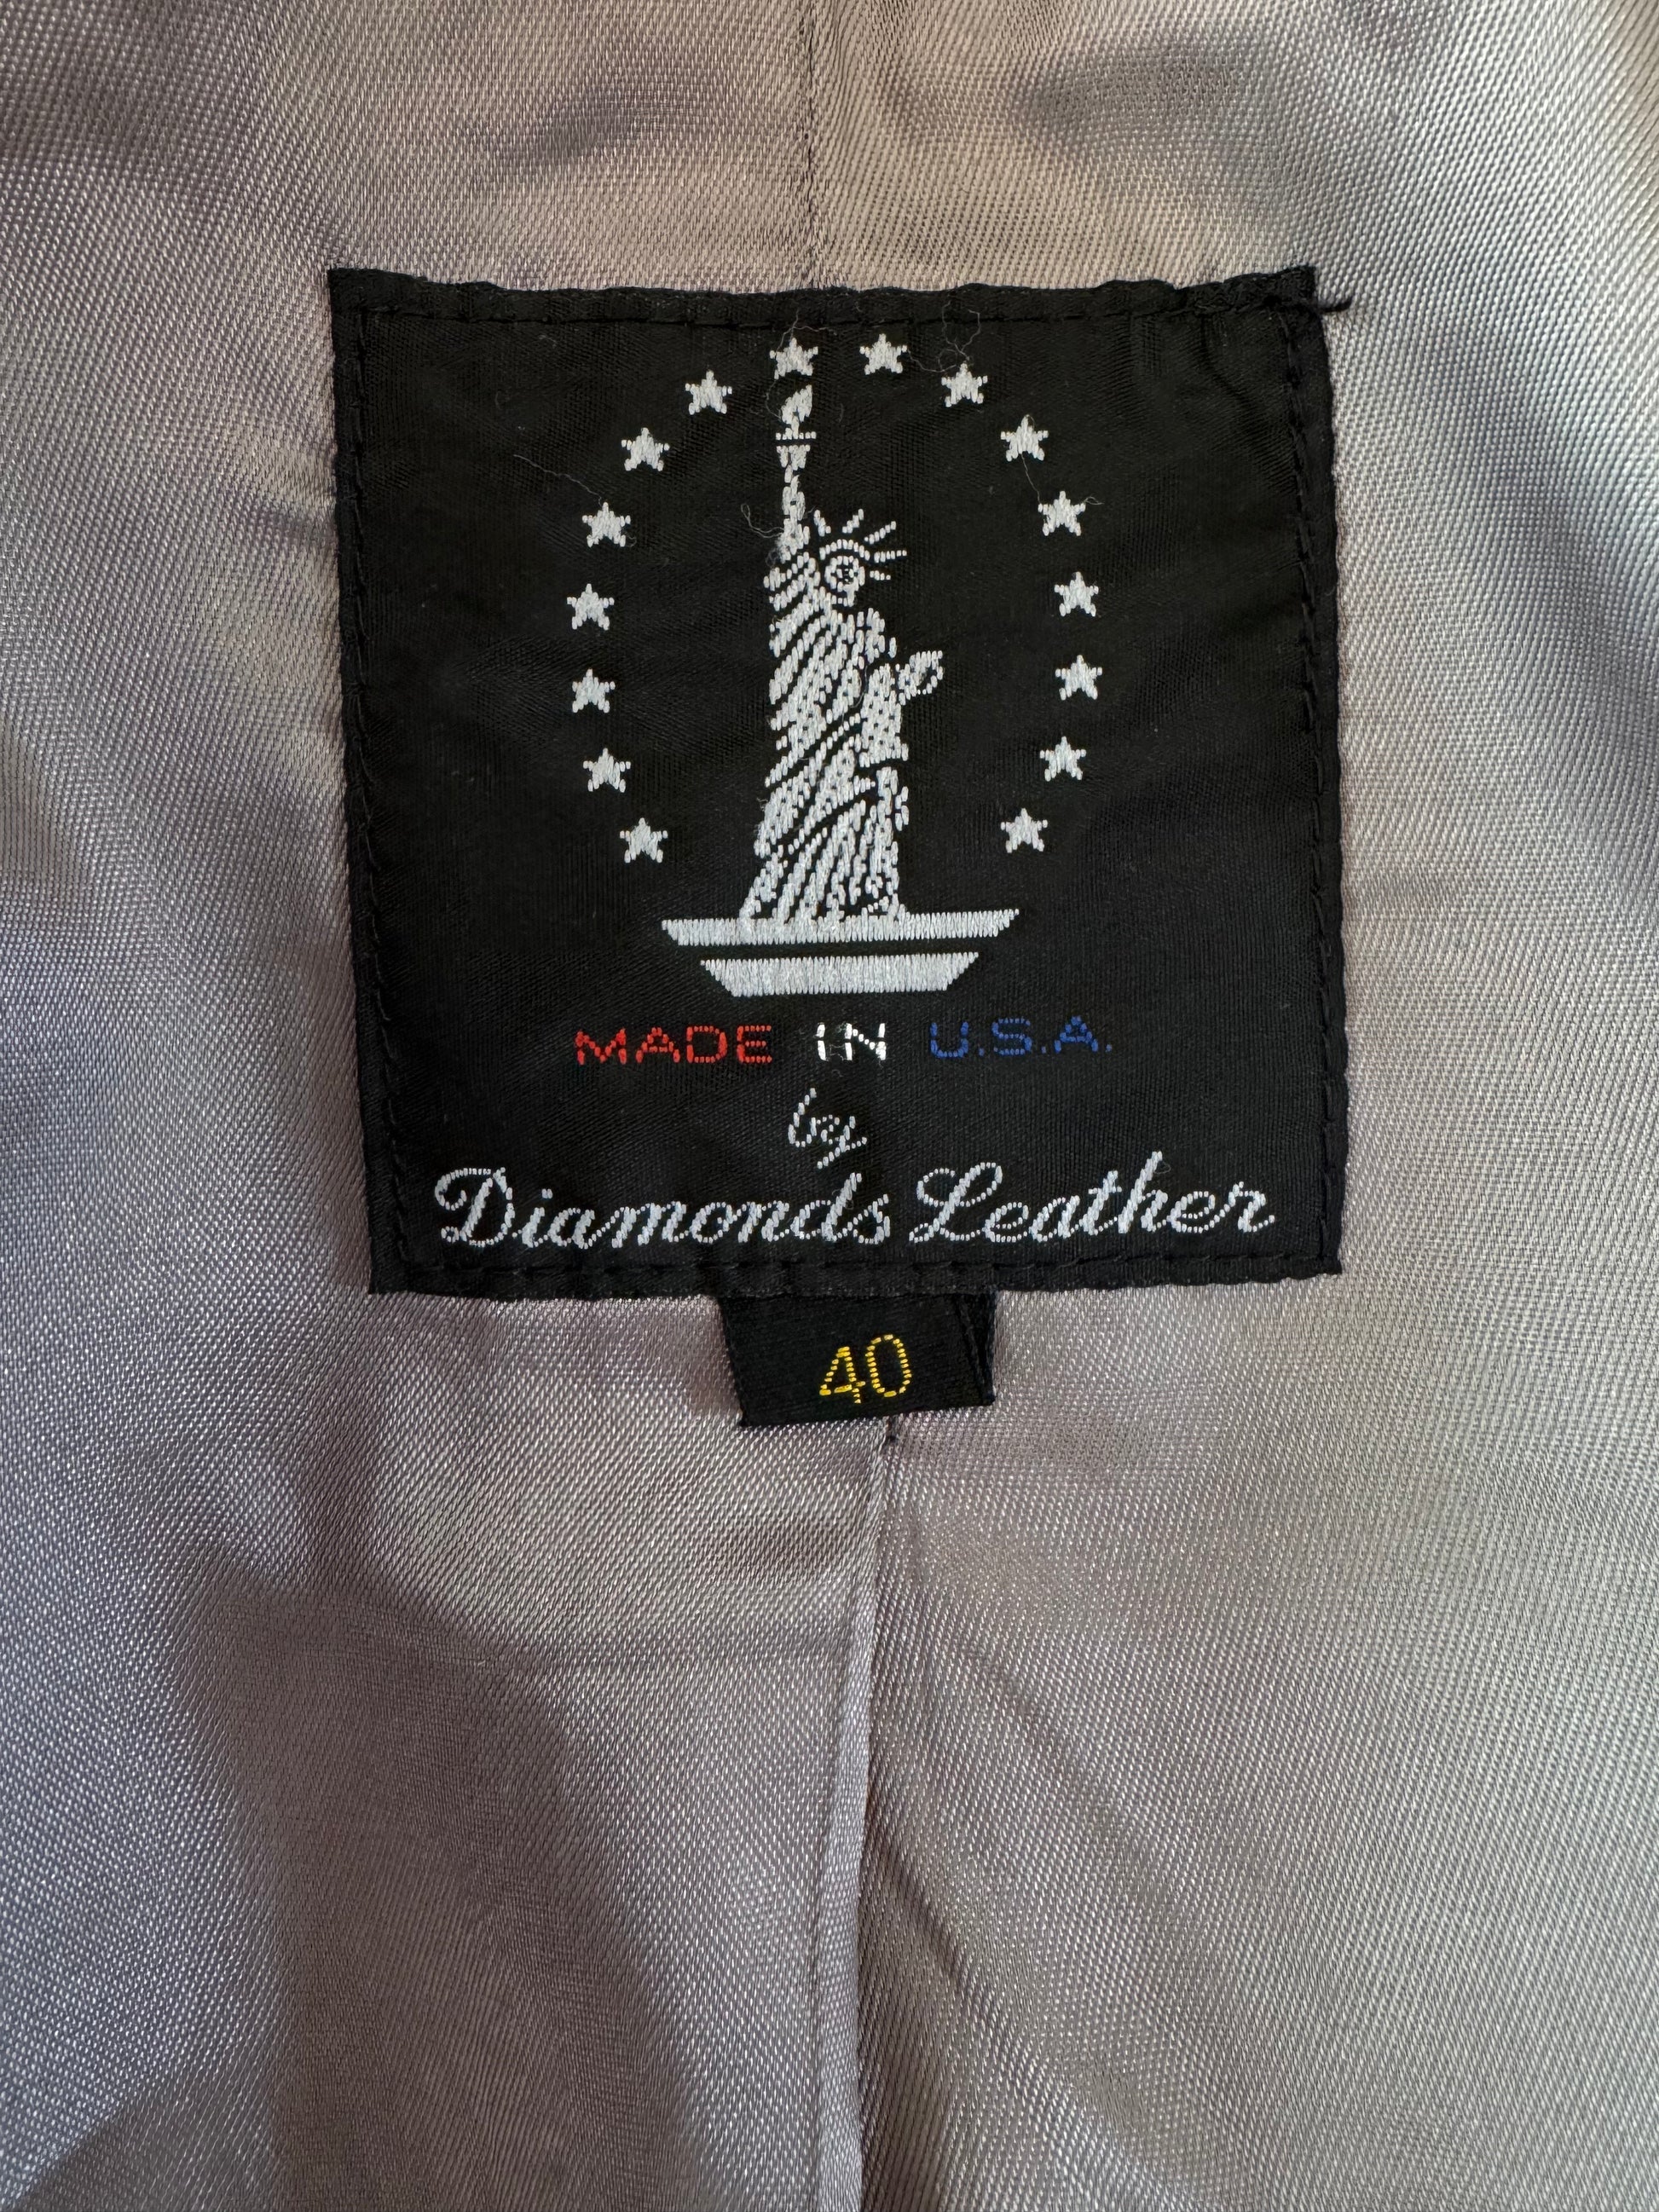 MADE IN U.S.A.
by
Diamonds Leather
40